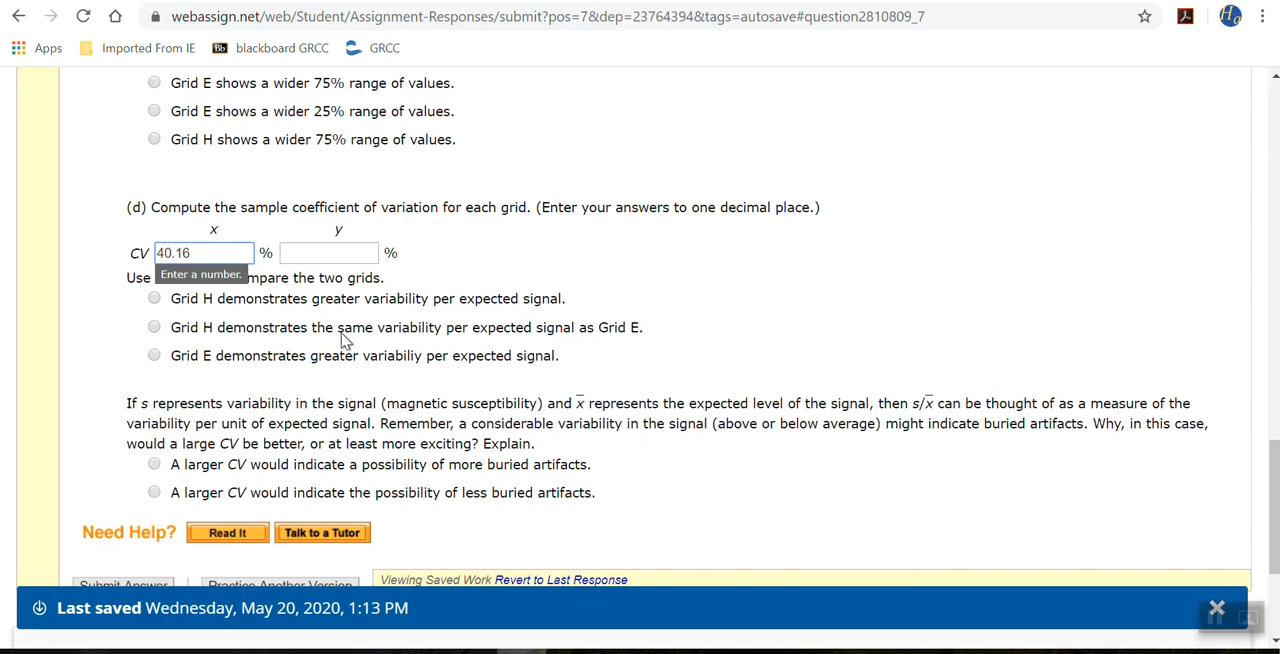 webassign.net/web/Student/Assignment-Responses/submit?pos=7&dep=23764394&tags=autosave#question2810809_7
Apps Imported From IE Bb blackboard GRCC GRCC
Grid E shows a wider 75% range of values.
Grid E shows a wider 25% range of values.
Grid H shows a wider 75% range of values.
(d) Compute the sample coefficient of variation for each grid. (Enter your answers to one decimal place.)
x y
CV 40.16 % %
Enter a number.
Use mpare the two grids.
Grid H demonstrates greater variability per expected signal.
Grid H demonstrates the same variability per expected signal as Grid E.
Grid E demonstrates greater variabiliy per expected signal.
If s represents variability in the signal (magnetic susceptibility) and x̅ represents the expected level of the signal, then s/x̅ can be thought of as a measure of the
variability per unit of expected signal. Remember, a considerable variability in the signal (above or below average) might indicate buried artifacts. Why, in this case,
would a large CV be better, or at least more exciting? Explain.
A larger CV would indicate a possibility of more buried artifacts.
A larger CV would indicate the possibility of less buried artifacts.
Need Help? Read It Talk to a Tutor
Submit Answer Practice Another Version Viewing Saved Work Revert to Last Response
Last saved Wednesday, May 20, 2020, 1:13 PM